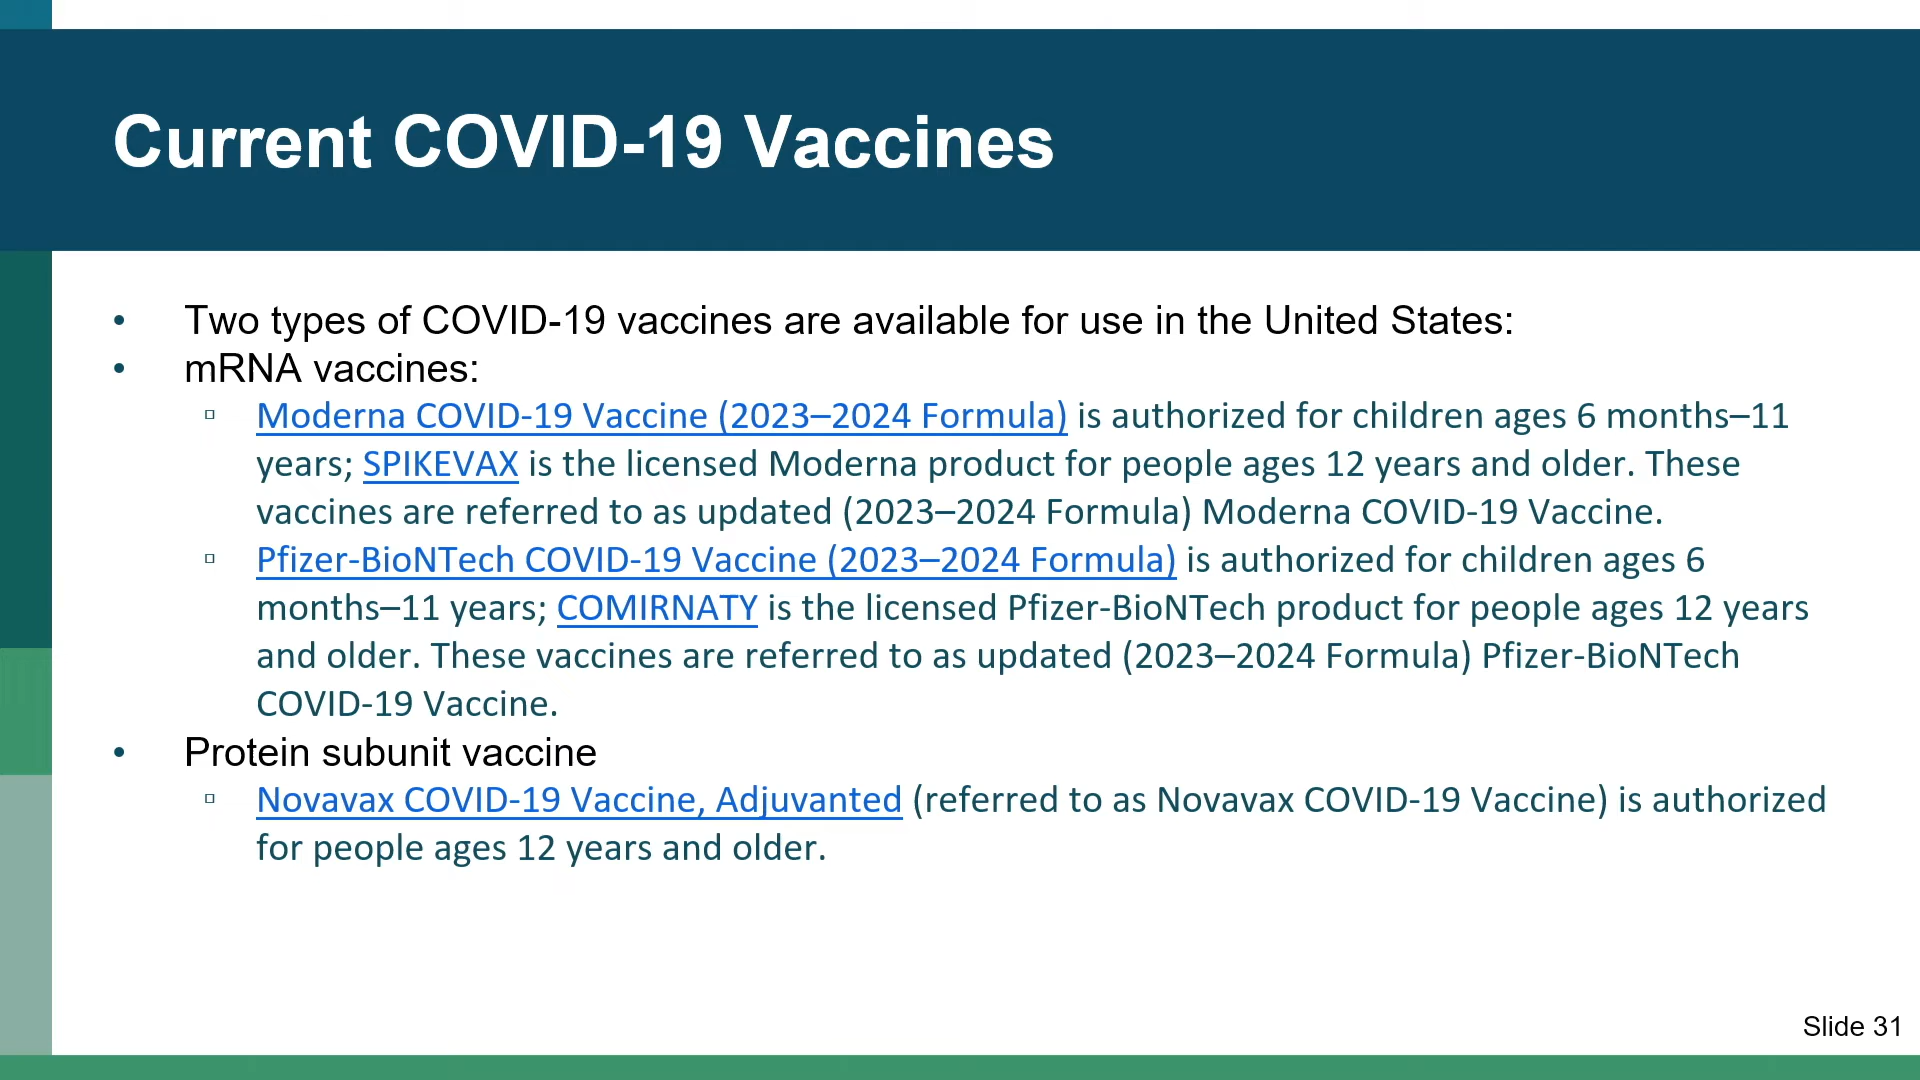 Current COVID-19 Vaccines
• Two types of COVID-19 vaccines are available for use in the United States:
• mRNA vaccines:
▫ Moderna COVID-19 Vaccine (2023–2024 Formula) is authorized for children ages 6 months–11
years; SPIKEVAX is the licensed Moderna product for people ages 12 years and older. These
vaccines are referred to as updated (2023–2024 Formula) Moderna COVID-19 Vaccine.
▫ Pfizer-BioNTech COVID-19 Vaccine (2023–2024 Formula) is authorized for children ages 6
months–11 years; COMIRNATY is the licensed Pfizer-BioNTech product for people ages 12 years
and older. These vaccines are referred to as updated (2023–2024 Formula) Pfizer-BioNTech
COVID-19 Vaccine.
• Protein subunit vaccine
▫ Novavax COVID-19 Vaccine, Adjuvanted (referred to as Novavax COVID-19 Vaccine) is authorized
for people ages 12 years and older.
Slide 31